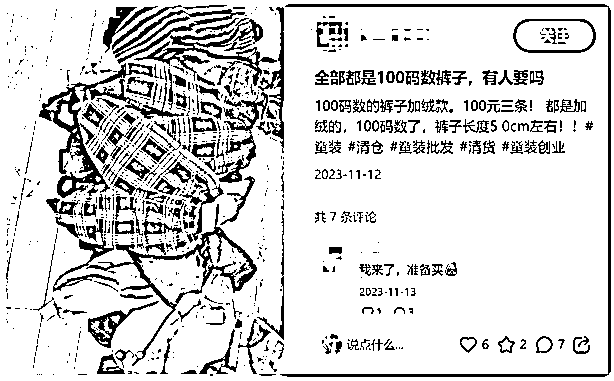 全部都是100码数裤子，有人要吗
100码数的裤子加绒款。100元三条！ 都是加
绒的，100码数了，裤子长度5 0cm左右！！#
童装 #清仓 #童装批发 #清货 #童装创业
2023-11-12
共 7 条评论
我来了，准备买
2023-11-13
说点什么...
6 2 7